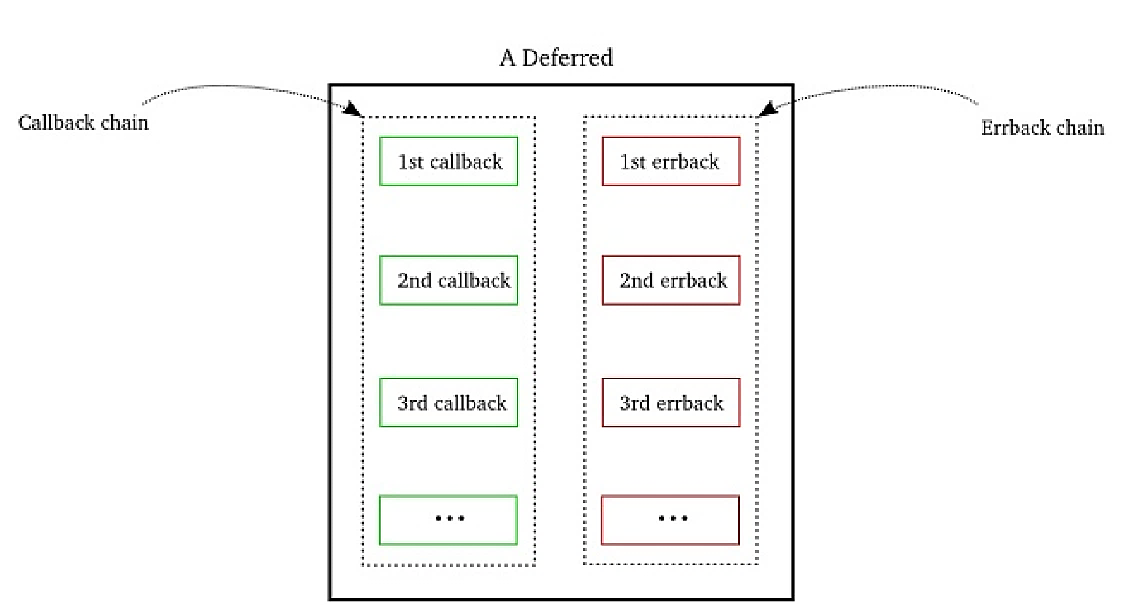 A Deferred
Callback chain
Errback chain
1st callback
1st errback
2nd callback
2nd errback
3rd callback
3rd errback
...
...